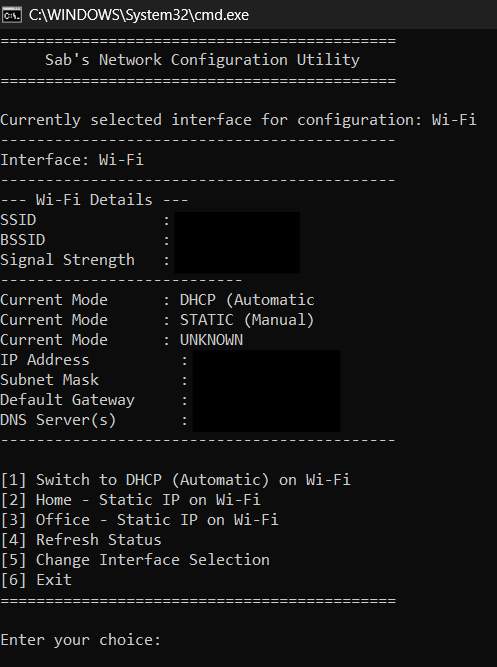 C:\WINDOWS\System32\cmd.exe
============================================
Sab's Network Configuration Utility
============================================
Currently selected interface for configuration: Wi-Fi
--------------------------------------------
Interface: Wi-Fi
--------------------------------------------
--- Wi-Fi Details ---
SSID :
BSSID :
Signal Strength :
---------------------------
Current Mode : DHCP (Automatic
Current Mode : STATIC (Manual)
Current Mode : UNKNOWN
IP Address :
Subnet Mask :
Default Gateway :
DNS Server(s) :
--------------------------------------------
[1] Switch to DHCP (Automatic) on Wi-Fi
[2] Home - Static IP on Wi-Fi
[3] Office - Static IP on Wi-Fi
[4] Refresh Status
[5] Change Interface Selection
[6] Exit
============================================
Enter your choice: